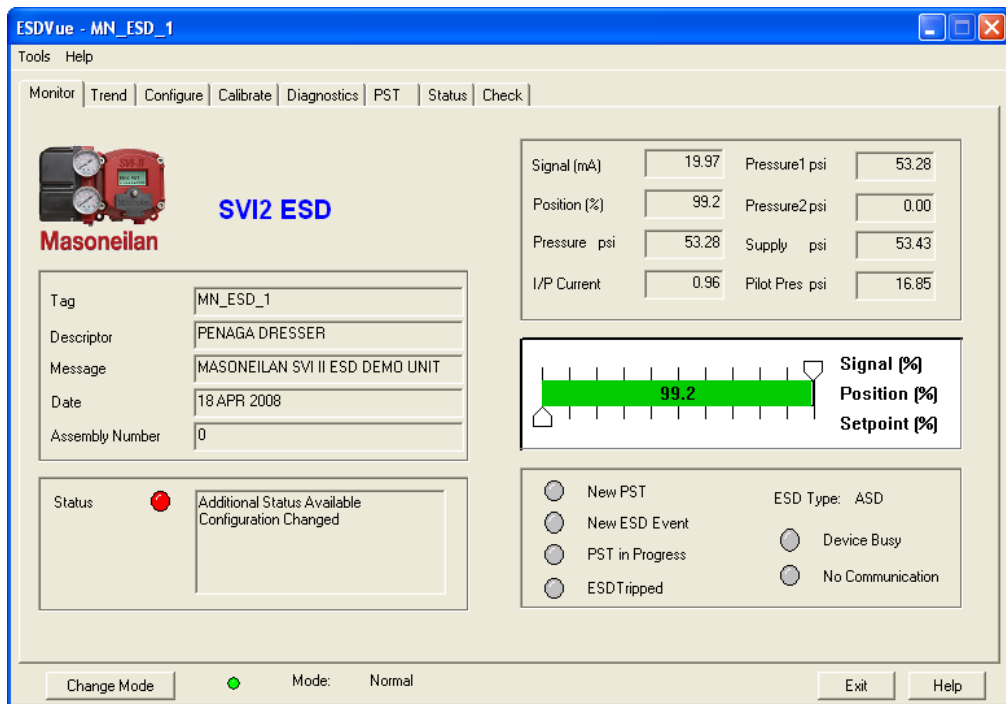 ESDVue - MN_ESD_1
Tools Help
Monitor Trend Configure Calibrate Diagnostics PST Status Check
SVI-II
Masoneilan
SVI2 ESD
Signal (mA) 19.97 Pressure1 psi 53.28
Position (%) 99.2 Pressure2 psi 0.00
Pressure psi 53.28 Supply psi 53.43
I/P Current 0.96 Pilot Pres psi 16.85
Tag MN_ESD_1
Descriptor PENAGA DRESSER
Message MASONEILAN SVI II ESD DEMO UNIT
Date 18 APR 2008
Assembly Number 0
99.2
Signal (%)
Position (%)
Setpoint (%)
Status
Additional Status Available
Configuration Changed
New PST
New ESD Event
PST in Progress
ESDTripped
ESD Type: ASD
Device Busy
No Communication
Change Mode Mode: Normal Exit Help